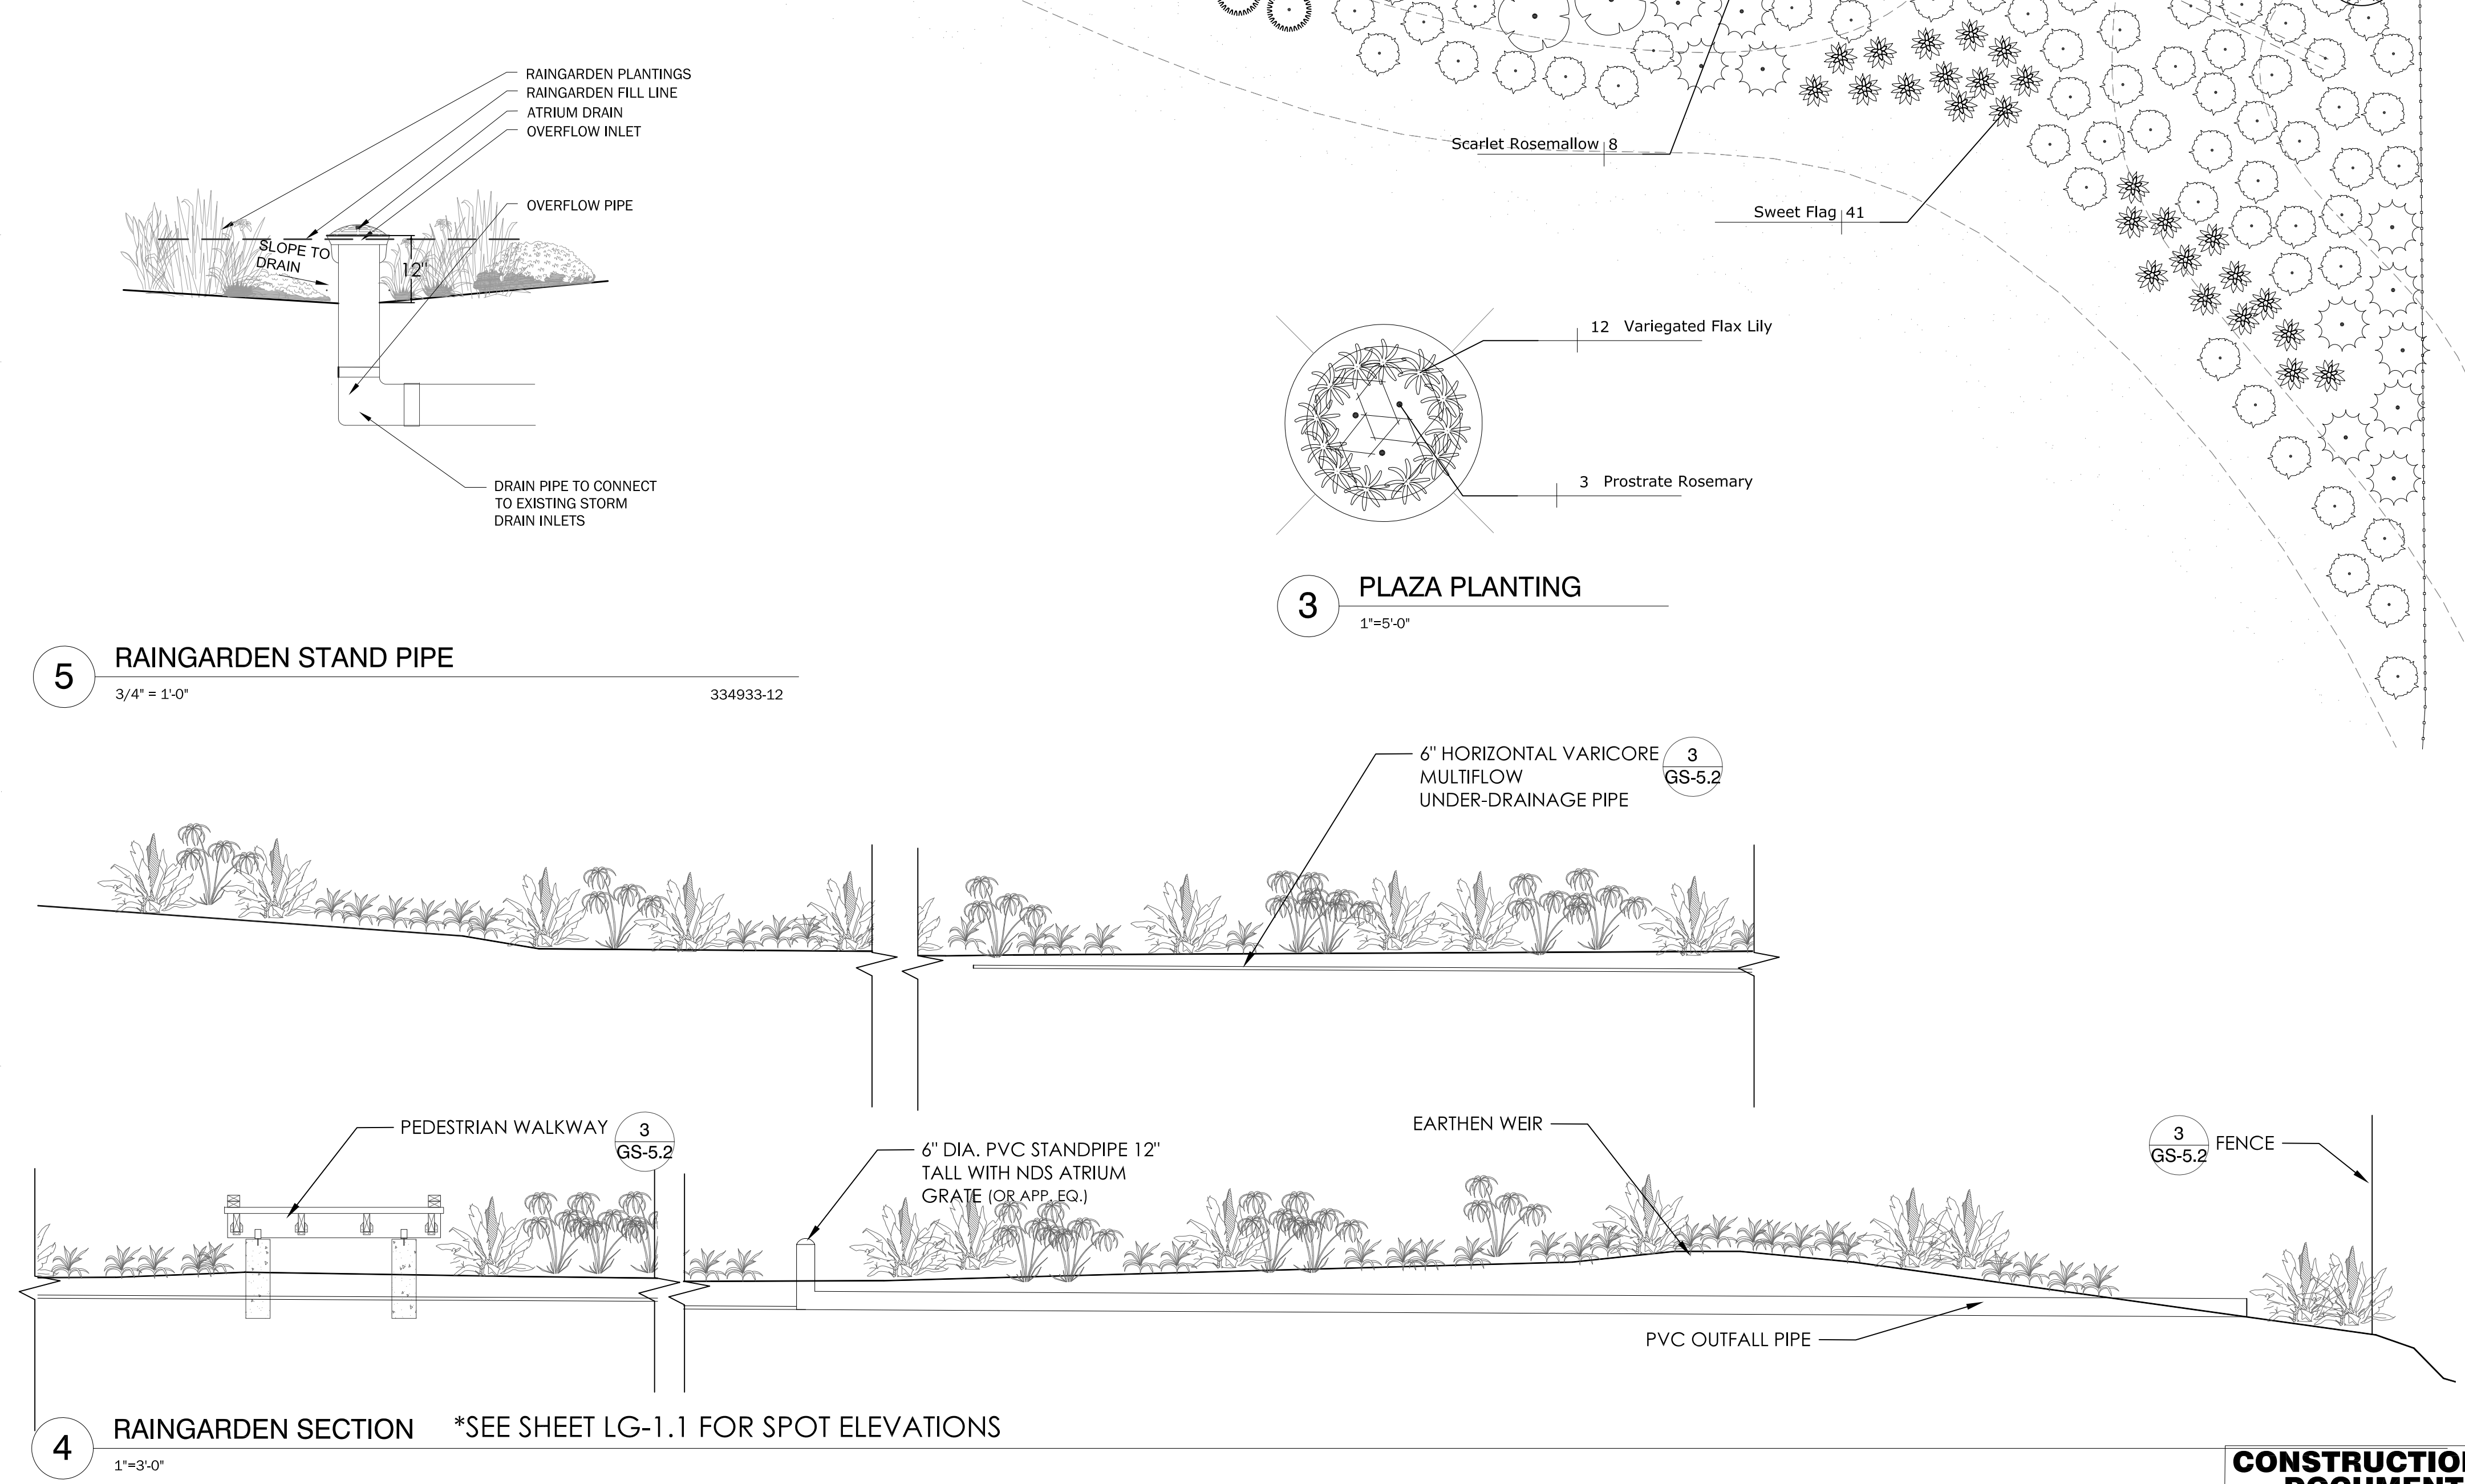 RAINGARDEN PLANTINGS
RAINGARDEN FILL LINE
ATRIUM DRAIN
OVERFLOW INLET
OVERFLOW PIPE
SLOPE TO
DRAIN
12"
DRAIN PIPE TO CONNECT
TO EXISTING STORM
DRAIN INLETS
5
RAINGARDEN STAND PIPE
3/4" = 1'-0"
334933-12
Scarlet Rosemallow 8
Sweet Flag 41
12 Variegated Flax Lily
3 Prostrate Rosemary
3
PLAZA PLANTING
1"=5'-0"
6" HORIZONTAL VARICORE
MULTIFLOW
UNDER-DRAINAGE PIPE
3
GS-5.2
PEDESTRIAN WALKWAY
3
GS-5.2
6" DIA. PVC STANDPIPE 12"
TALL WITH NDS ATRIUM
GRATE (OR APP. EQ.)
EARTHEN WEIR
3
GS-5.2
FENCE
PVC OUTFALL PIPE
4
RAINGARDEN SECTION *SEE SHEET LG-1.1 FOR SPOT ELEVATIONS
1"=3'-0"
CONSTRUCTION
DOCUMENT